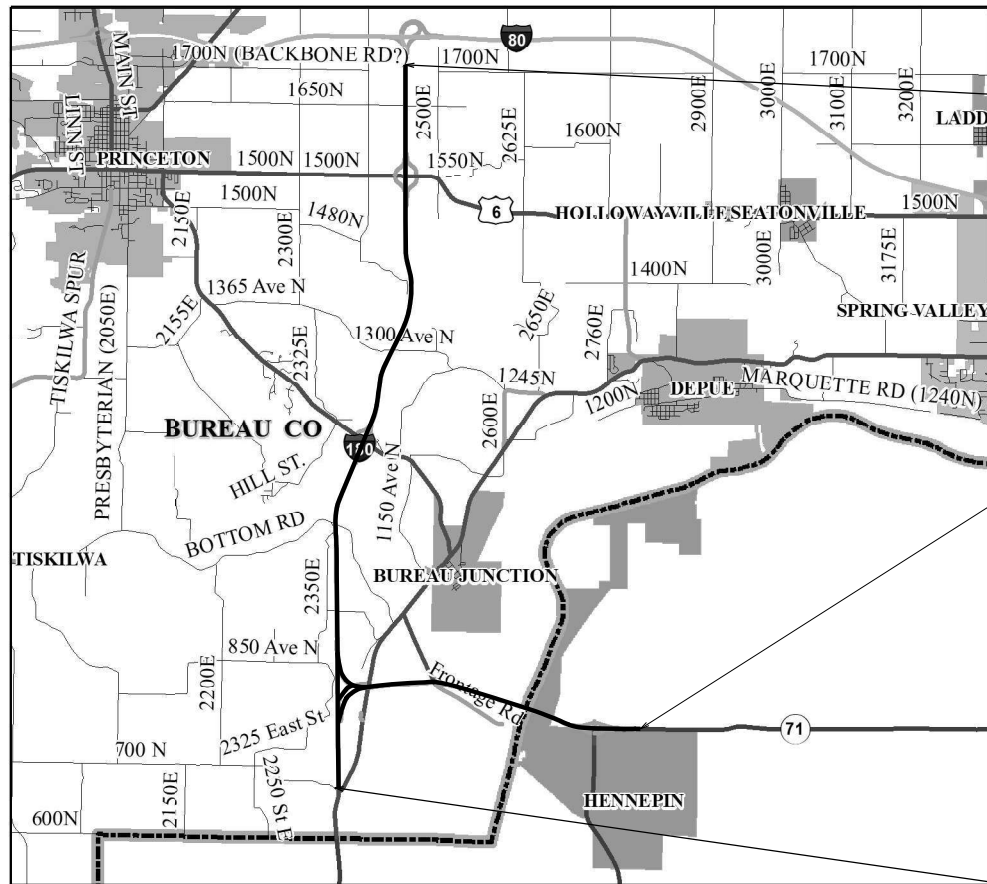 80
1700N (BACKBONE RD?)
1700N
1700N
MAIN ST
1650N
2500E
2625E
2900E
3000E
3100E
3200E
LINN ST
1600N
LADD
PRINCETON
1500N
1500N
1550N
1500N
2150E
1480N
2300E
6
HOLLOWAYVILLE
SEATONVILLE
1500N
3000E
3175E
TISKILWA SPUR
1400N
1365 Ave N
2155E
PRESBYTERIAN (2050E)
2325E
1300 Ave N
2650E
2760E
SPRING VALLEY
1245N
1200N
DEPUE
MARQUETTE RD (1240N)
2600E
BUREAU CO
180
HILL ST.
1150 Ave N
BOTTOM RD
TISKILWA
2350E
BUREAU JUNCTION
850 Ave N
2200E
Frontage Rd
2325 East St
71
700 N
2250 St E
2150E
600N
HENNEPIN